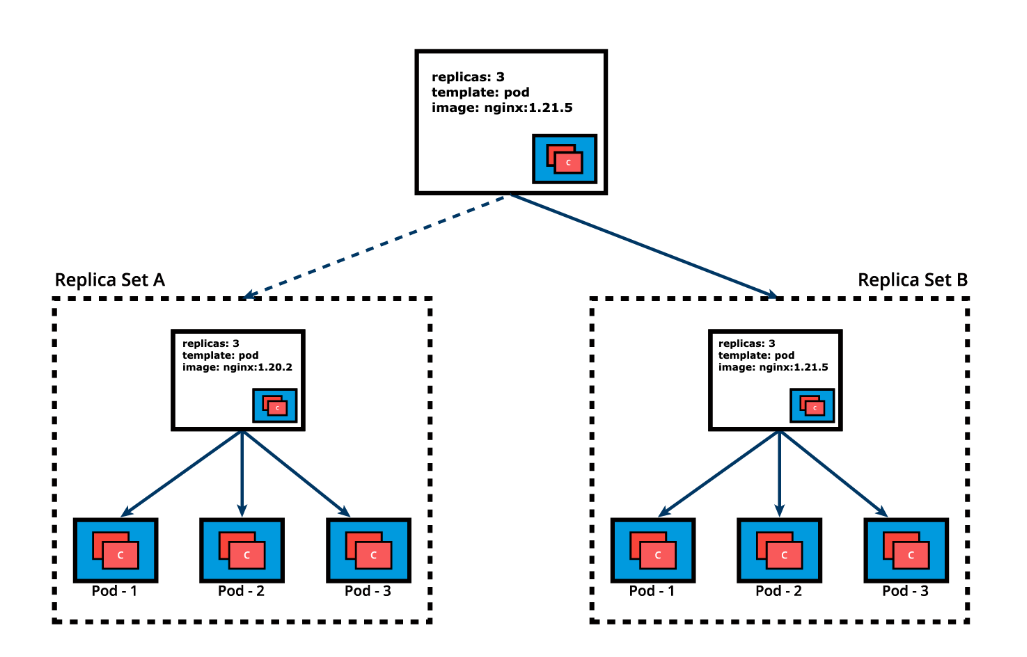 replicas: 3
template: pod
image: nginx:1.21.5
C
Replica Set A
replicas: 3
template: pod
image: nginx:1.20.2
C
C
C
C
Pod - 1
Pod - 2
Pod - 3
Replica Set B
replicas: 3
template: pod
image: nginx:1.21.5
C
C
C
C
Pod - 1
Pod - 2
Pod - 3